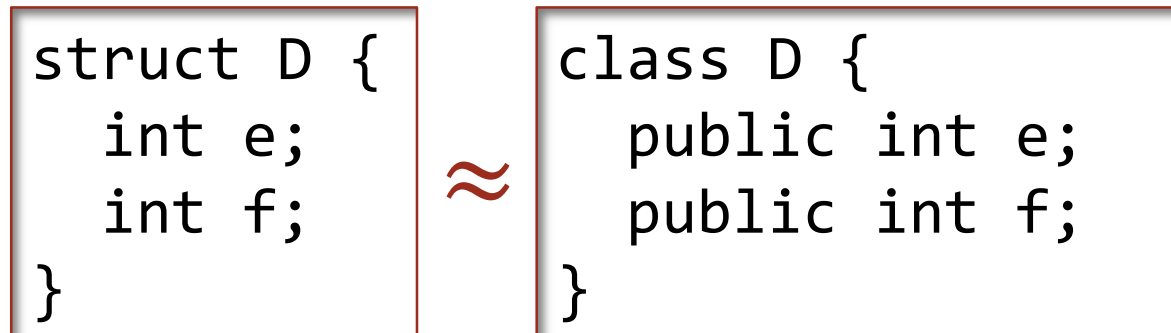 struct D {
  int e;
  int f;
}
≈
class D {
  public int e;
  public int f;
}